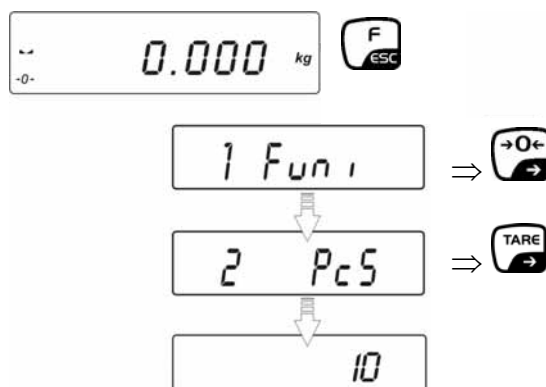 0.000 kg
-0-
F
ESC
1 Funi
⇒ →0←
2 PcS
⇒ TARE
10